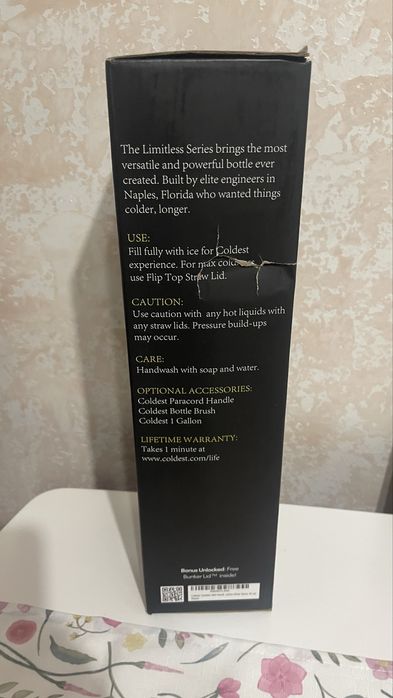 The Limitless Series brings the most
versatile and powerful bottle ever
created. Built by elite engineers in
Naples, Florida who wanted things
colder, longer.
USE:
Fill fully with ice for Coldest
experience. For max
use Flip Top Straw Lid.
CAUTION:
Use caution with any hot liquids with
any straw lids. Pressure build-ups
may occur.
CARE:
Handwash with soap and water.
OPTIONAL ACCESSORIES:
Coldest Paracord Handle
Coldest Bottle Brush
Coldest 1 Gallon
LIFETIME WARRANTY:
Takes 1 minute at
www.coldest.com/life
Bonus Unlocked: Free
Bunker Lid™ inside!